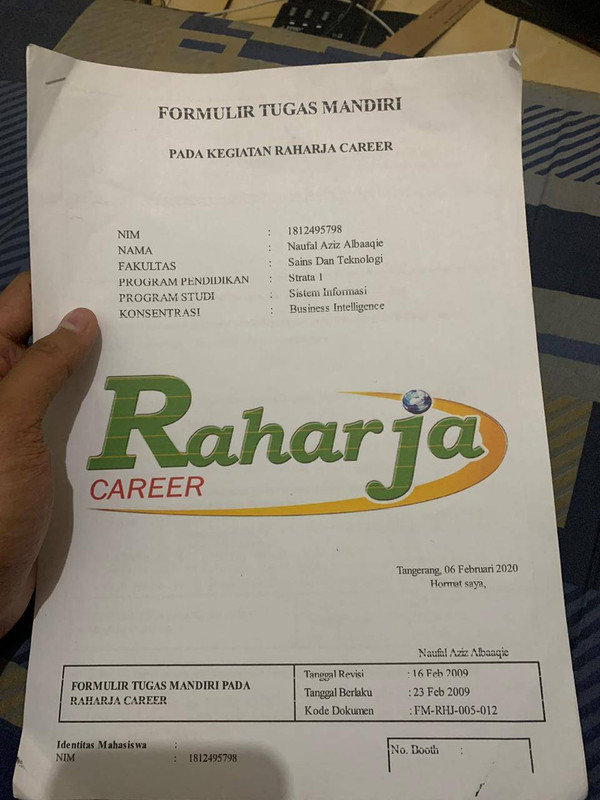 FORMULIR TUGAS MANDIRI
PADA KEGIATAN RAHARJA CAREER
NIM : 1812495798
NAMA : Naufal Aziz Albaaqie
FAKULTAS : Sains Dan Teknologi
PROGRAM PENDIDIKAN : Strata 1
PROGRAM STUDI : Sistem Informasi
KONSENTRASI : Business Intelligence
Raharja
CAREER
Tangerang, 06 Februari 2020
Hormat saya,
Naufal Aziz Albaaqie
FORMULIR TUGAS MANDIRI PADA
RAHARJA CAREER
Tanggal Revisi : 16 Feb 2009
Tanggal Berlaku : 23 Feb 2009
Kode Dokumen : FM-RHJ-005-012
Identitas Mahasiswa :
NIM : 1812495798
No. Booth :